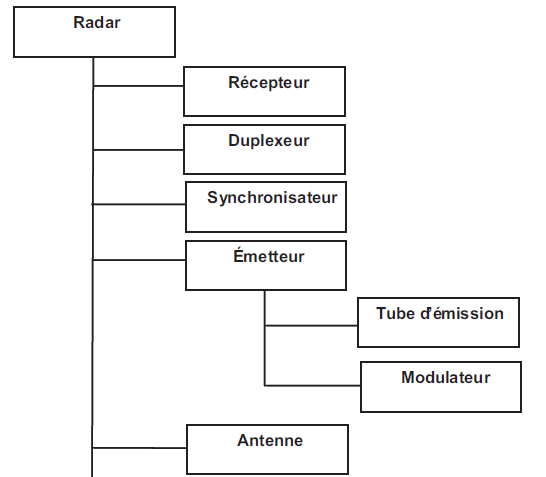 Radar
Récepteur
Duplexeur
Synchronisateur
Émetteur
Tube d'émission
Modulateur
Antenne